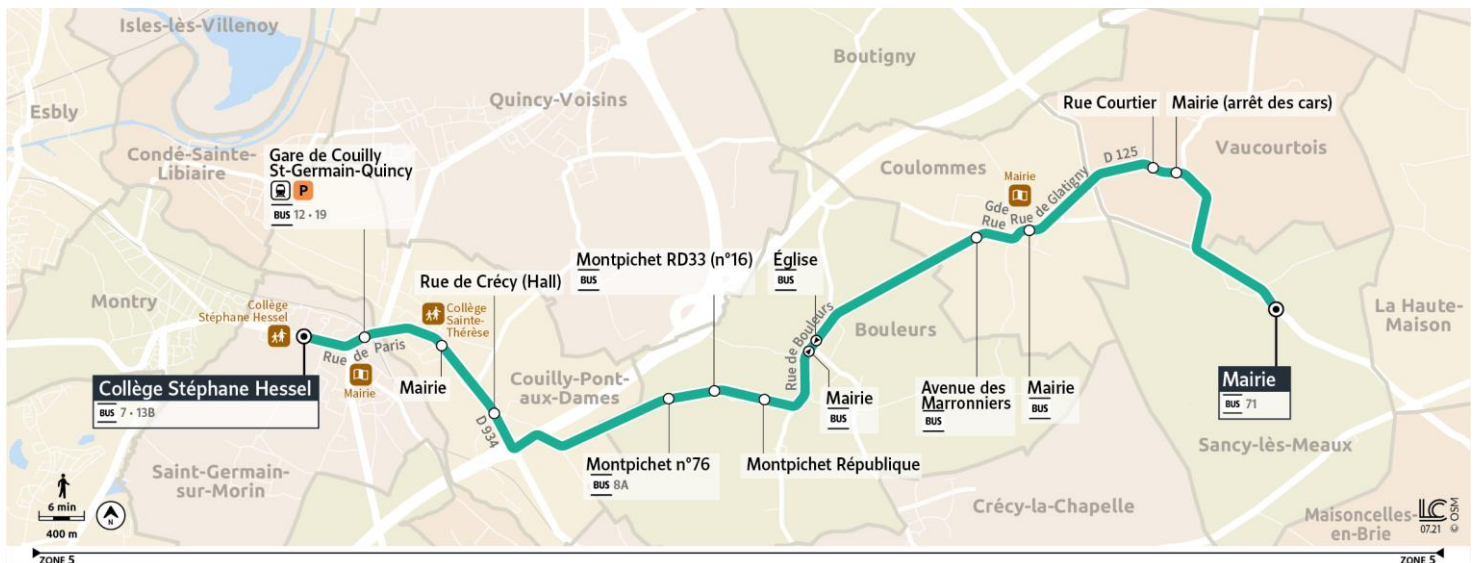 Isles-lès-Villenoy
Boutigny
Esbly
Quincy-Voisins
Rue Courtier
Mairie (arrêt des cars)
Condé-Sainte-
Libiaire
Gare de Couilly
St-Germain-Quincy
P
BUS 12 • 19
Coulommes
D 125
Vaucourtois
Mairie
Gde
Rue
Rue de Glatigny
Montry
Collège
Stéphane Hessel
Rue de Crécy (Hall)
Montpichet RD33 (n°16)
BUS
Église
BUS
Collège
Sainte-
Thérèse
Rue de Paris
Rue de Bouleurs
Bouleurs
La Haute-
Maison
Collège Stéphane Hessel
BUS 7 • 13B
Mairie
Mairie
Couilly-Pont-
aux-Dames
D 934
Mairie
BUS
Avenue des
Marronniers
BUS
Mairie
BUS
Mairie
BUS 71
Saint-Germain-
sur-Morin
Montpichet n°76
BUS 8A
Montpichet République
Sancy-lès-Meaux
Crécy-la-Chapelle
Maisoncelles-
en-Brie
6 min
400 m
N
LC
07.21
© OSM
ZONE 5
ZONE 5